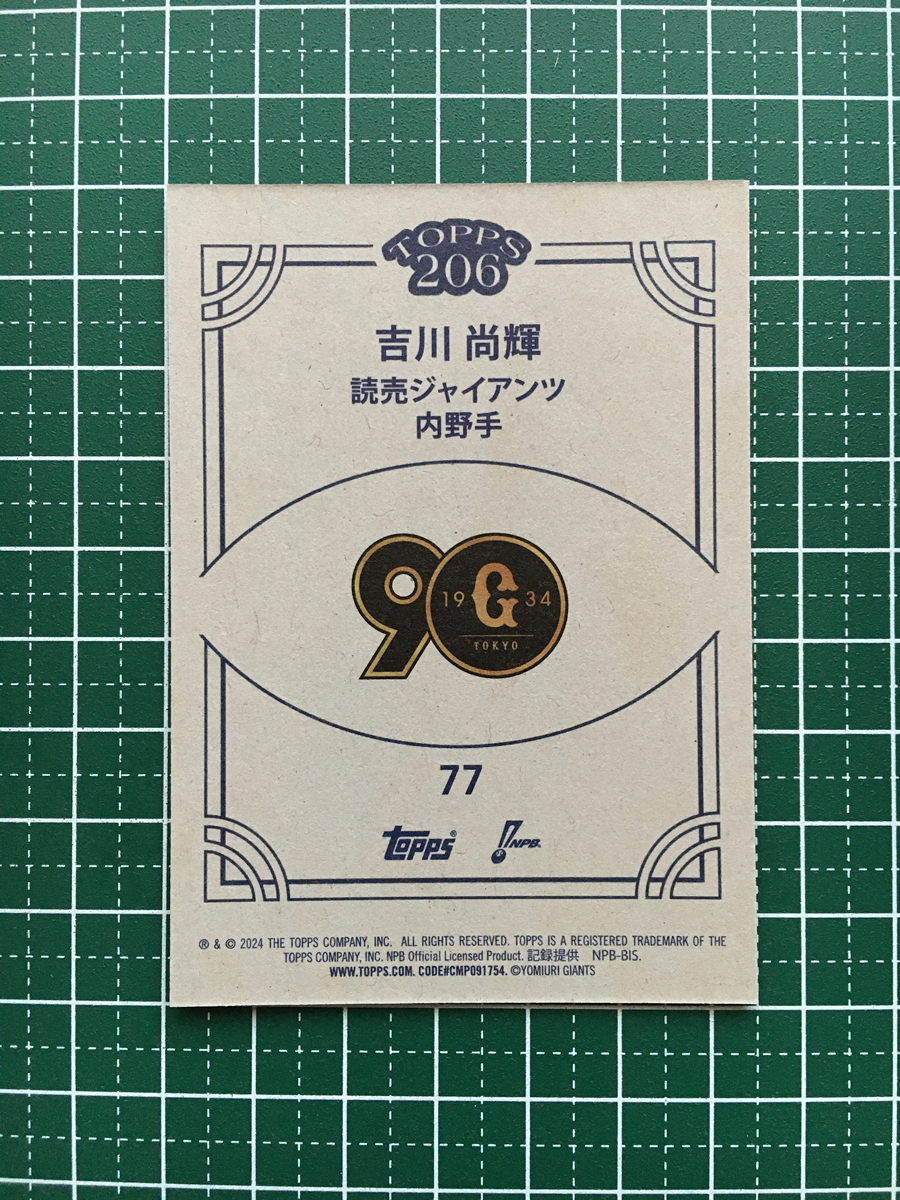 TOPPS
206
吉川 尚輝
読売ジャイアンツ
内野手
90
19 G 34
TOKYO
77
topps® NPB.
® & © 2024 THE TOPPS COMPANY, INC. ALL RIGHTS RESERVED. TOPPS IS A REGISTERED TRADEMARK OF THE
TOPPS COMPANY, INC. NPB Official Licensed Product. 記録提供 NPB-BIS.
WWW.TOPPS.COM. CODE#CMP091754. ©YOMIURI GIANTS